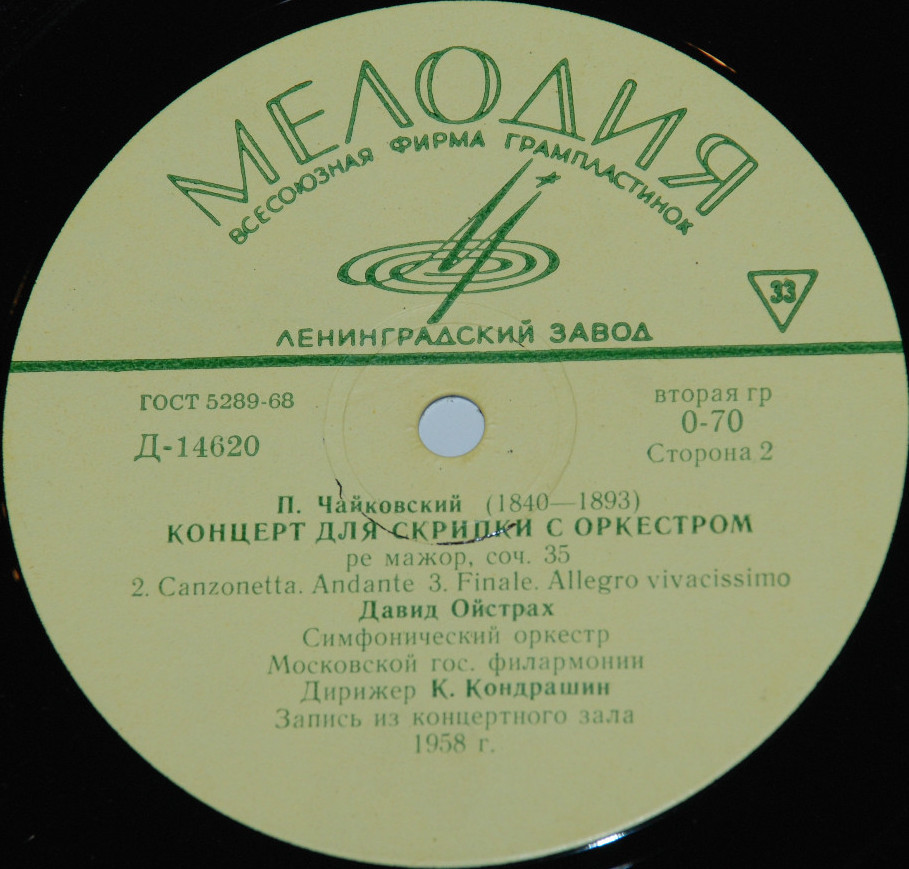 МЕЛОДИЯ
ВСЕСОЮЗНАЯ ФИРМА ГРАМПЛАСТИНОК
33
ЛЕНИНГРАДСКИЙ ЗАВОД
ГОСТ 5289-68
вторая гр
Д-14620
0-70
Сторона 2
П. Чайковский (1840—1893)
КОНЦЕРТ ДЛЯ СКРИПКИ С ОРКЕСТРОМ
ре мажор, соч. 35
2. Canzonetta. Andante 3. Finale. Allegro vivacissimo
Давид Ойстрах
Симфонический оркестр
Московской гос. филармонии
Дирижер К. Кондрашин
Запись из концертного зала
1958 г.